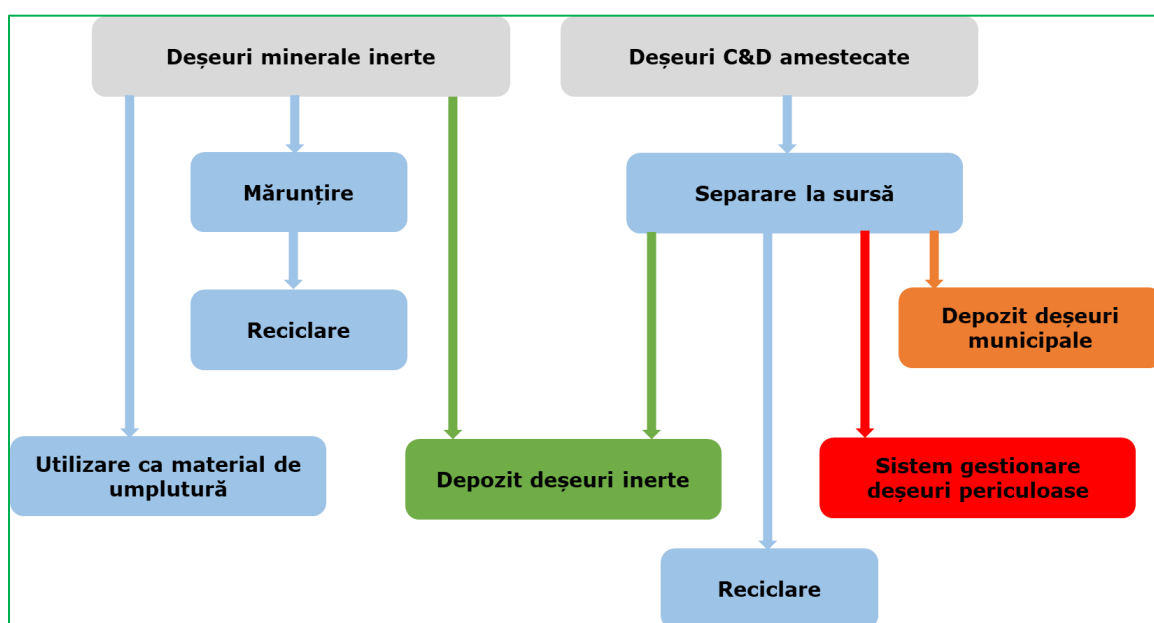 Deșeuri minerale inerte
Deșeuri C&D amestecate
Mărunțire
Separare la sursă
Reciclare
Depozit deșeuri
municipale
Utilizare ca material de
umplutură
Depozit deșeuri inerte
Sistem gestionare
deșeuri periculoase
Reciclare